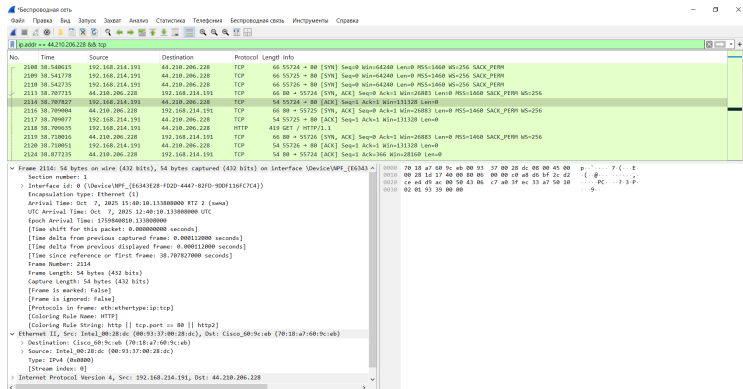 *Беспроводная сеть
Файл Правка Вид Запуск Захват Анализ Статистика Телефония Беспроводная связь Инструменты Справка
ip.addr == 44.210.206.228 && tcp
No. Time Source Destination Protocol Lengtl Info
2108 38.540615 192.168.214.191 44.210.206.228 TCP 66 55724 → 80 [SYN] Seq=0 Win=64240 Len=0 MSS=1460 WS=256 SACK_PERM
2109 38.541778 192.168.214.191 44.210.206.228 TCP 66 55725 → 80 [SYN] Seq=0 Win=64240 Len=0 MSS=1460 WS=256 SACK_PERM
2110 38.542735 192.168.214.191 44.210.206.228 TCP 66 55726 → 80 [SYN] Seq=0 Win=64240 Len=0 MSS=1460 WS=256 SACK_PERM
2113 38.707715 44.210.206.228 192.168.214.191 TCP 66 80 → 55724 [SYN, ACK] Seq=0 Ack=1 Win=26883 Len=0 MSS=1460 SACK_PERM WS=256
2114 38.707827 192.168.214.191 44.210.206.228 TCP 54 55724 → 80 [ACK] Seq=1 Ack=1 Win=131328 Len=0
2116 38.709004 44.210.206.228 192.168.214.191 TCP 66 80 → 55725 [SYN, ACK] Seq=0 Ack=1 Win=26883 Len=0 MSS=1460 SACK_PERM WS=256
2117 38.709077 192.168.214.191 44.210.206.228 TCP 54 55725 → 80 [ACK] Seq=1 Ack=1 Win=131328 Len=0
2118 38.709635 192.168.214.191 44.210.206.228 HTTP 419 GET / HTTP/1.1
2119 38.710016 44.210.206.228 192.168.214.191 TCP 66 80 → 55726 [SYN, ACK] Seq=0 Ack=1 Win=26883 Len=0 MSS=1460 SACK_PERM WS=256
2120 38.710051 192.168.214.191 44.210.206.228 TCP 54 55726 → 80 [ACK] Seq=1 Ack=1 Win=131328 Len=0
2124 38.877235 44.210.206.228 192.168.214.191 TCP 54 80 → 55724 [ACK] Seq=1 Ack=366 Win=28160 Len=0
Frame 2114: 54 bytes on wire (432 bits), 54 bytes captured (432 bits) on interface \Device\NPF_{E6343
Section number: 1
Interface id: 0 (\Device\NPF_{E6343E28-FD2D-4447-82FD-9DDF116FC7C4})
Encapsulation type: Ethernet (1)
Arrival Time: Oct 7, 2025 15:40:10.133808000 RTZ 2 (зима)
UTC Arrival Time: Oct 7, 2025 12:40:10.133808000 UTC
Epoch Arrival Time: 1759840810.133808000
[Time shift for this packet: 0.000000000 seconds]
[Time delta from previous captured frame: 0.000112000 seconds]
[Time delta from previous displayed frame: 0.000112000 seconds]
[Time since reference or first frame: 38.707827000 seconds]
Frame Number: 2114
Frame Length: 54 bytes (432 bits)
Capture Length: 54 bytes (432 bits)
[Frame is marked: False]
[Frame is ignored: False]
[Protocols in frame: eth:ethertype:ip:tcp]
[Coloring Rule Name: HTTP]
[Coloring Rule String: http || tcp.port == 80 || http2]
Ethernet II, Src: Intel_00:28:dc (00:93:37:00:28:dc), Dst: Cisco_60:9c:eb (70:18:a7:60:9c:eb)
Destination: Cisco_60:9c:eb (70:18:a7:60:9c:eb)
Source: Intel_00:28:dc (00:93:37:00:28:dc)
Type: IPv4 (0x0800)
[Stream index: 0]
Internet Protocol Version 4, Src: 192.168.214.191, Dst: 44.210.206.228
0000 70 18 a7 60 9c eb 00 93 37 00 28 dc 08 00 45 00 p··`···· 7·(···E·
0010 00 28 1d 17 40 00 80 06 00 00 c0 a8 d6 bf 2c d2 ·(··@··· ······,·
0020 ce e4 d9 ac 00 50 43 06 c7 a0 3f ec 33 a7 50 10 ·····PC· ··?·3·P·
0030 02 01 93 39 00 00 ···9··